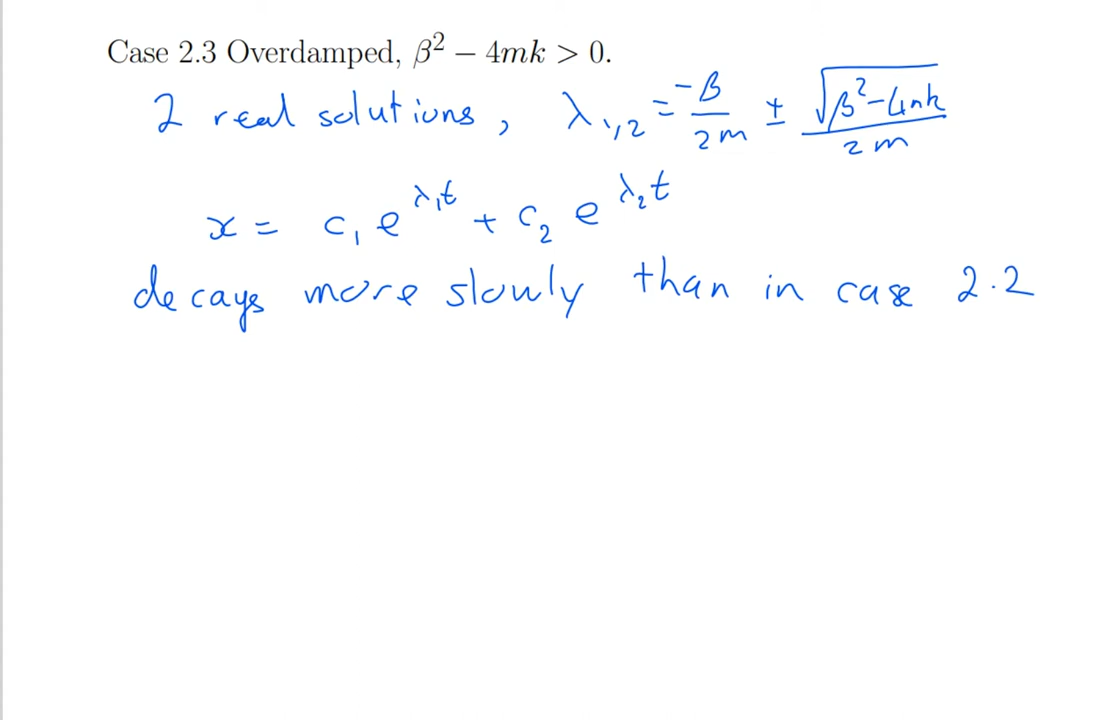 Case 2.3 Overdamped, β² − 4mk > 0.
2 real solutions, λ₁,₂ = -β/2m ± √(β²-4mk)/2m
x = c₁ e^(λ₁t) + c₂ e^(λ₂t)
decays more slowly than in case 2.2